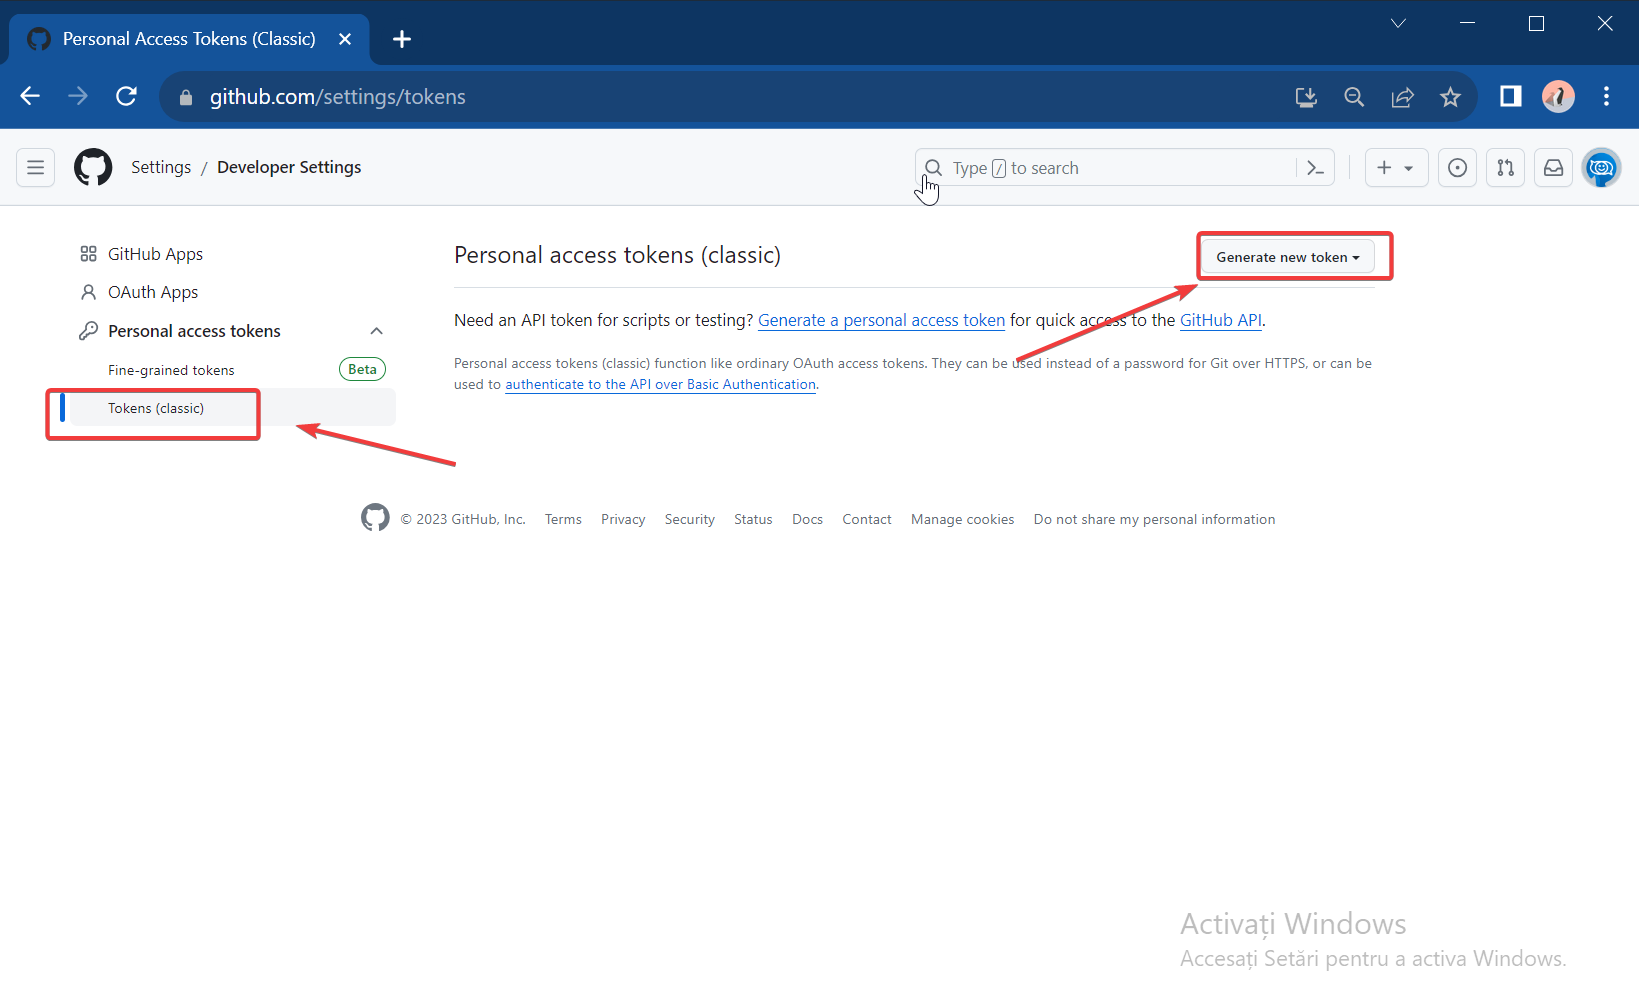 Personal Access Tokens (Classic)
github.com/settings/tokens
Settings / Developer Settings
Type / to search
GitHub Apps
OAuth Apps
Personal access tokens
Fine-grained tokens
Beta
Tokens (classic)
Personal access tokens (classic)
Generate new token
Need an API token for scripts or testing? Generate a personal access token for quick access to the GitHub API.
Personal access tokens (classic) function like ordinary OAuth access tokens. They can be used instead of a password for Git over HTTPS, or can be
used to authenticate to the API over Basic Authentication.
© 2023 GitHub, Inc. Terms Privacy Security Status Docs Contact Manage cookies Do not share my personal information
Activați Windows
Accesați Setări pentru a activa Windows.